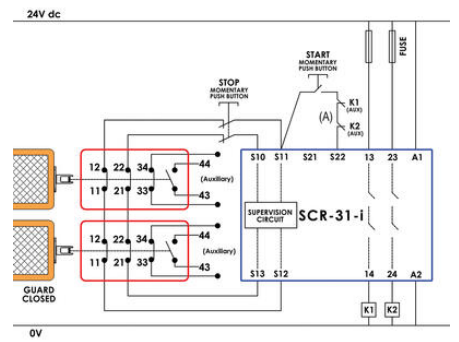 24V dc
START
MOMENTARY
PUSH BUTTON
FUSE
STOP
MOMENTARY
PUSH BUTTON
K1
(AUX)
(A)
K2
(AUX)
S10 S11 S21 S22 13 23 A1
12 22 34 44
(Auxiliary)
11 21 33 43
SUPERVISION
CIRCUIT
SCR-31-i
12 22 34 44
(Auxiliary)
11 21 33 43
S13 S12 14 24 A2
GUARD
CLOSED
K1 K2
0V